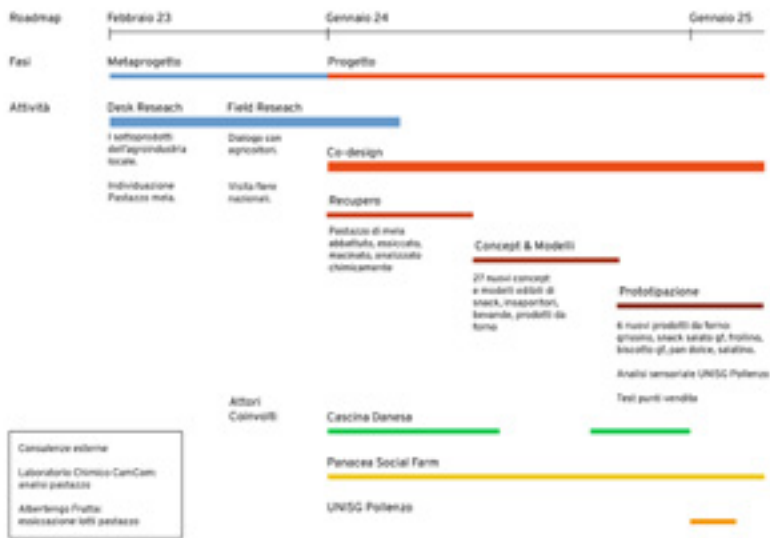 Roadmap
Febbraio 23
Gennaio 24
Gennaio 25
Fasi
Metaprogetto
Progetto
Attività
Desk Reseach
Field Reseach
I sottoprodotti
dell'agroindustria
locale.
Individuazione
Pastazzo mela.
Dialogo con
agricoltori.
Visita fiere
nazionali.
Co-design
Recupero
Pastazzo di mela
abbattuto, essiccato,
macinato, analizzato
chimicamente
Concept & Modelli
27 nuovi concept
e modelli edibili di
snack, insaporitori,
bevande, prodotti da
forno
Prototipazione
6 nuovi prodotti da forno:
grissino, snack salato gf, frollino,
biscotto gf, pan dolce, salatino.
Analisi sensoriale UNISG Pollenzo
Test punti vendita
Attori
Coinvolti
Cascina Danesa
Panacea Social Farm
UNISG Pollenzo
Consulenze esterne
Laboratorio Chimico CamCom:
analisi pastazzo
Albertengo Frutta:
essiccazione lotti pastazzo